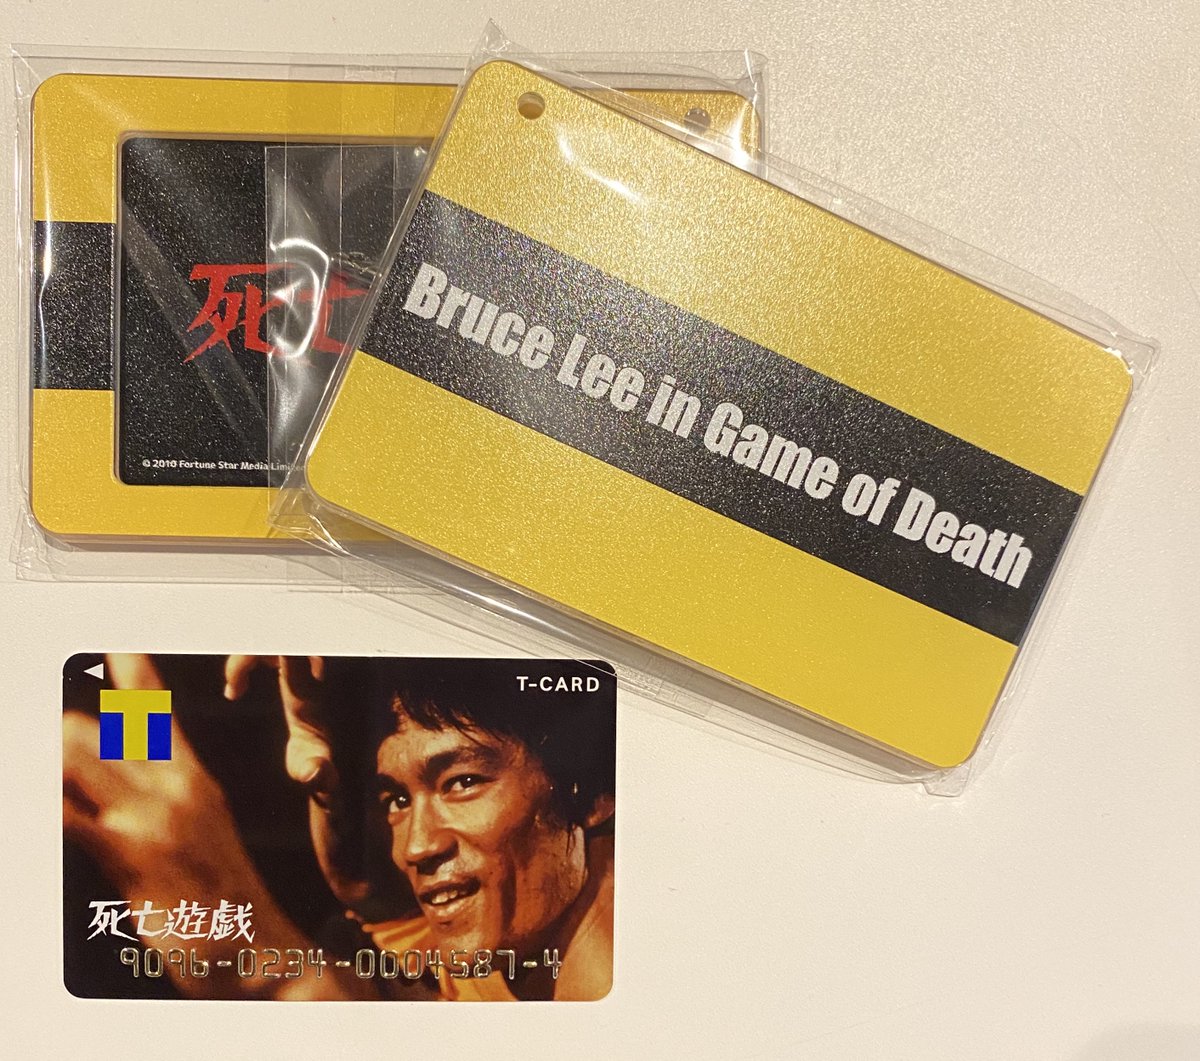 死亡
© 2010 Fortune Star Media Limited
Bruce Lee in Game of Death
T-CARD
T
死亡遊戯
9096-0234-0004587-4